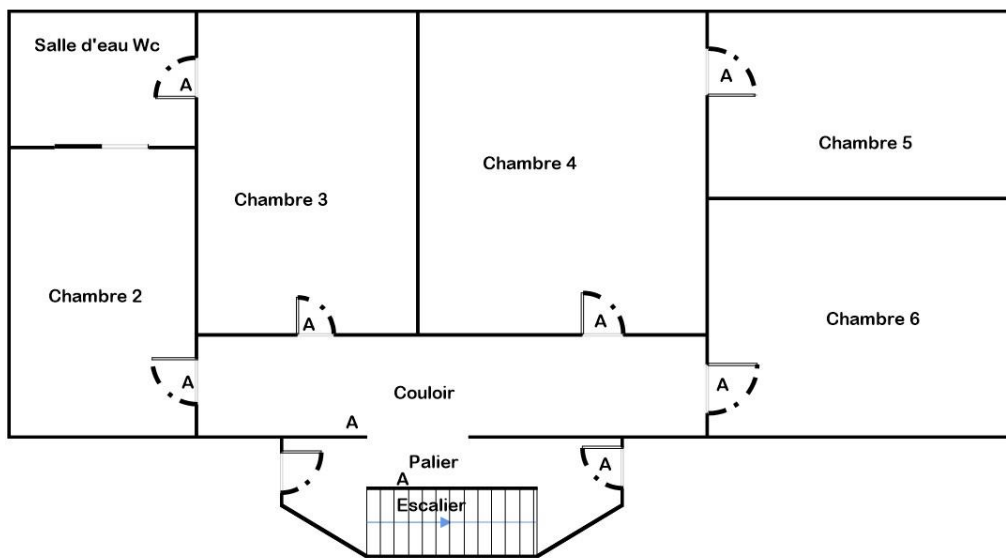 Salle d'eau Wc
A
A
Chambre 5
Chambre 4
Chambre 3
Chambre 2
A
A
Chambre 6
A
A
Couloir
A
Palier
A
A
Escalier